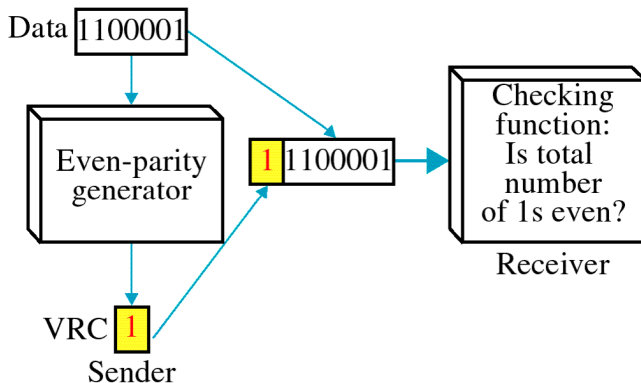 Data 1100001
Even-parity
generator
VRC 1
Sender
1 1100001
Checking
function:
Is total
number
of 1s even?
Receiver